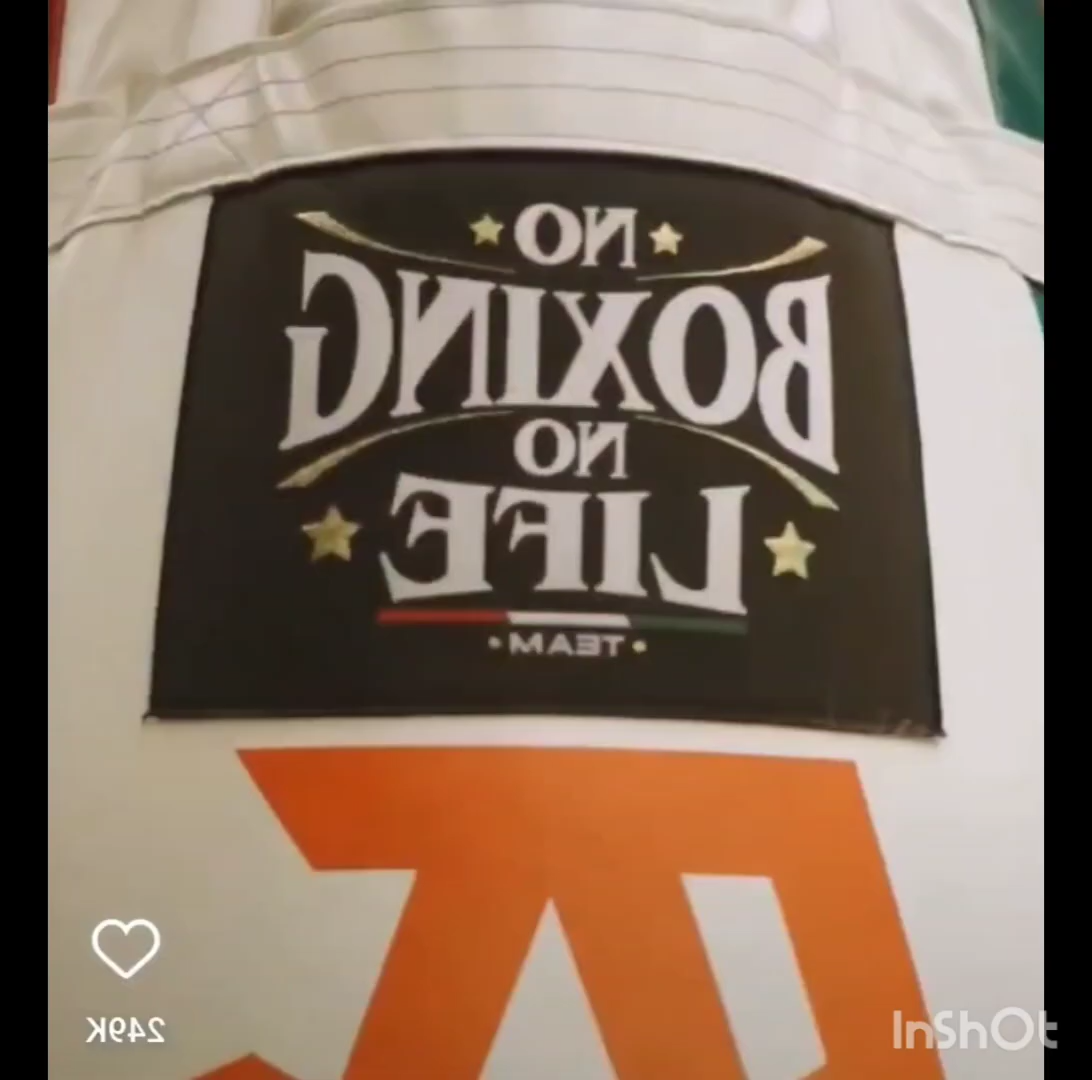 NO
BOXING
NO
LIFE
• TEAM •
249K
InShOt